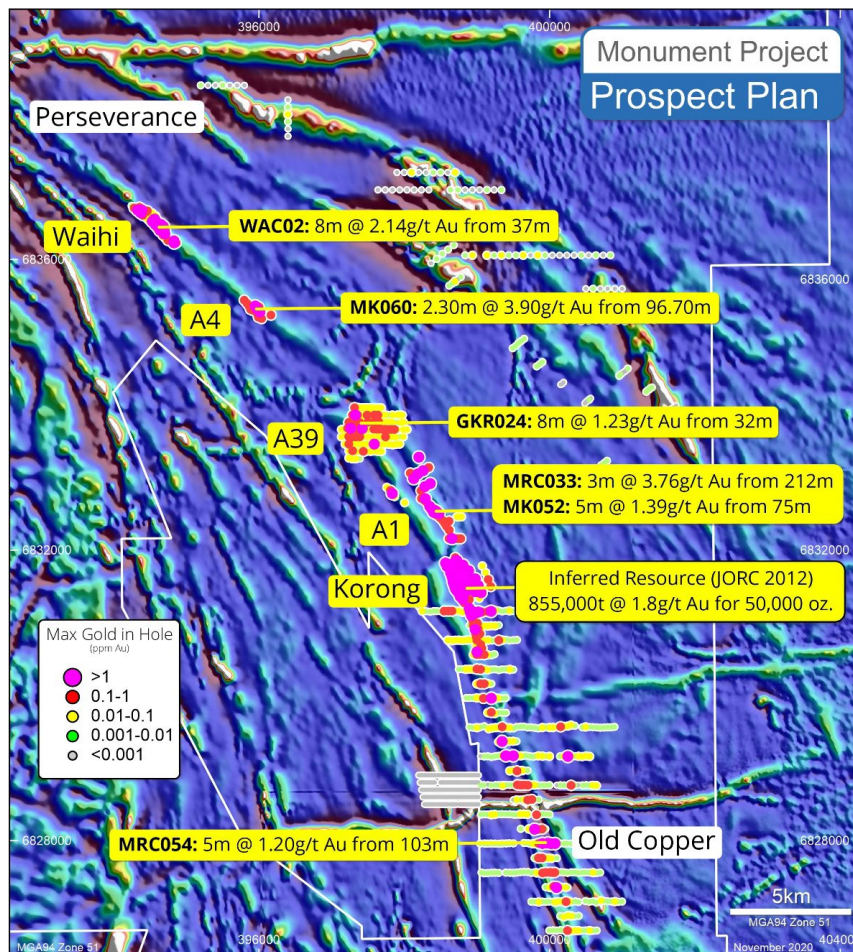 396000
400000
Monument Project
Prospect Plan
Perseverance
WAC02: 8m @ 2.14g/t Au from 37m
Waihi
6836000
6836000
MK060: 2.30m @ 3.90g/t Au from 96.70m
A4
GKR024: 8m @ 1.23g/t Au from 32m
A39
MRC033: 3m @ 3.76g/t Au from 212m
MK052: 5m @ 1.39g/t Au from 75m
A1
6832000
6832000
Inferred Resource (JORC 2012)
855,000t @ 1.8g/t Au for 50,000 oz.
Korong
Max Gold in Hole
(ppm Au)
>1
0.1-1
0.01-0.1
0.001-0.01
<0.001
6828000
6828000
MRC054: 5m @ 1.20g/t Au from 103m
Old Copper
5km
MGA94 Zone 51
MGA94 Zone 51
396000
400000
November 2020
40400